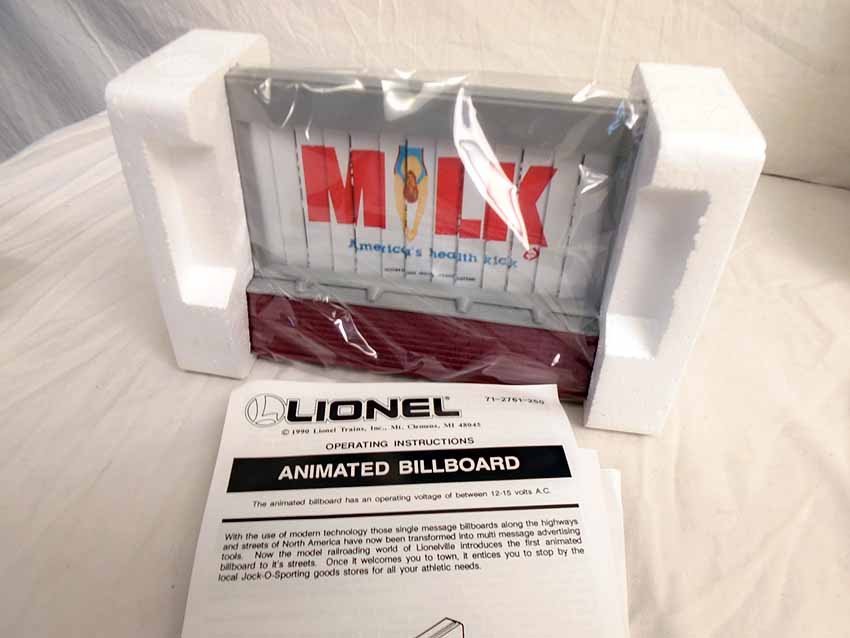 MILK
America's health kick
LIONEL
71-2761-250
© 1990 Lionel Trains, Inc., Mt. Clemens, MI 48045
OPERATING INSTRUCTIONS
ANIMATED BILLBOARD
The animated billboard has an operating voltage of between 12-15 volts A.C.
With the use of modern technology those single message billboards along the highways
and streets of North America have now been transformed into multi message advertising
tools. Now the model railroading world of Lionelville introduces the first animated
billboard to it's streets. Once it welcomes you to town, it entices you to stop by the
local Jock-O-Sporting goods stores for all your athletic needs.